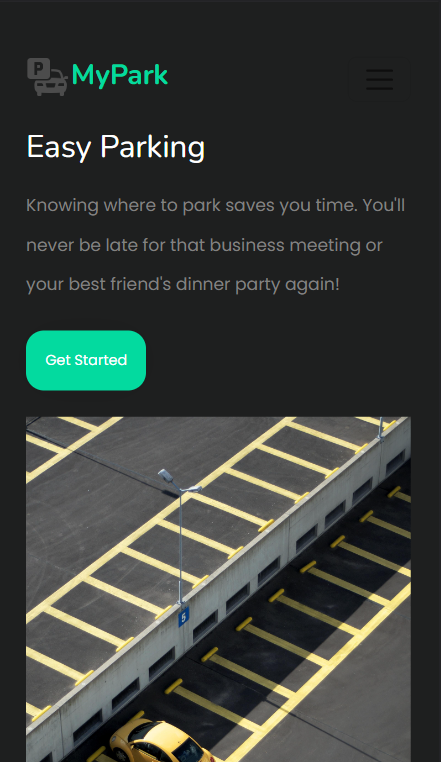 P
MyPark
Easy Parking
Knowing where to park saves you time. You'll
never be late for that business meeting or
your best friend's dinner party again!
Get Started
5